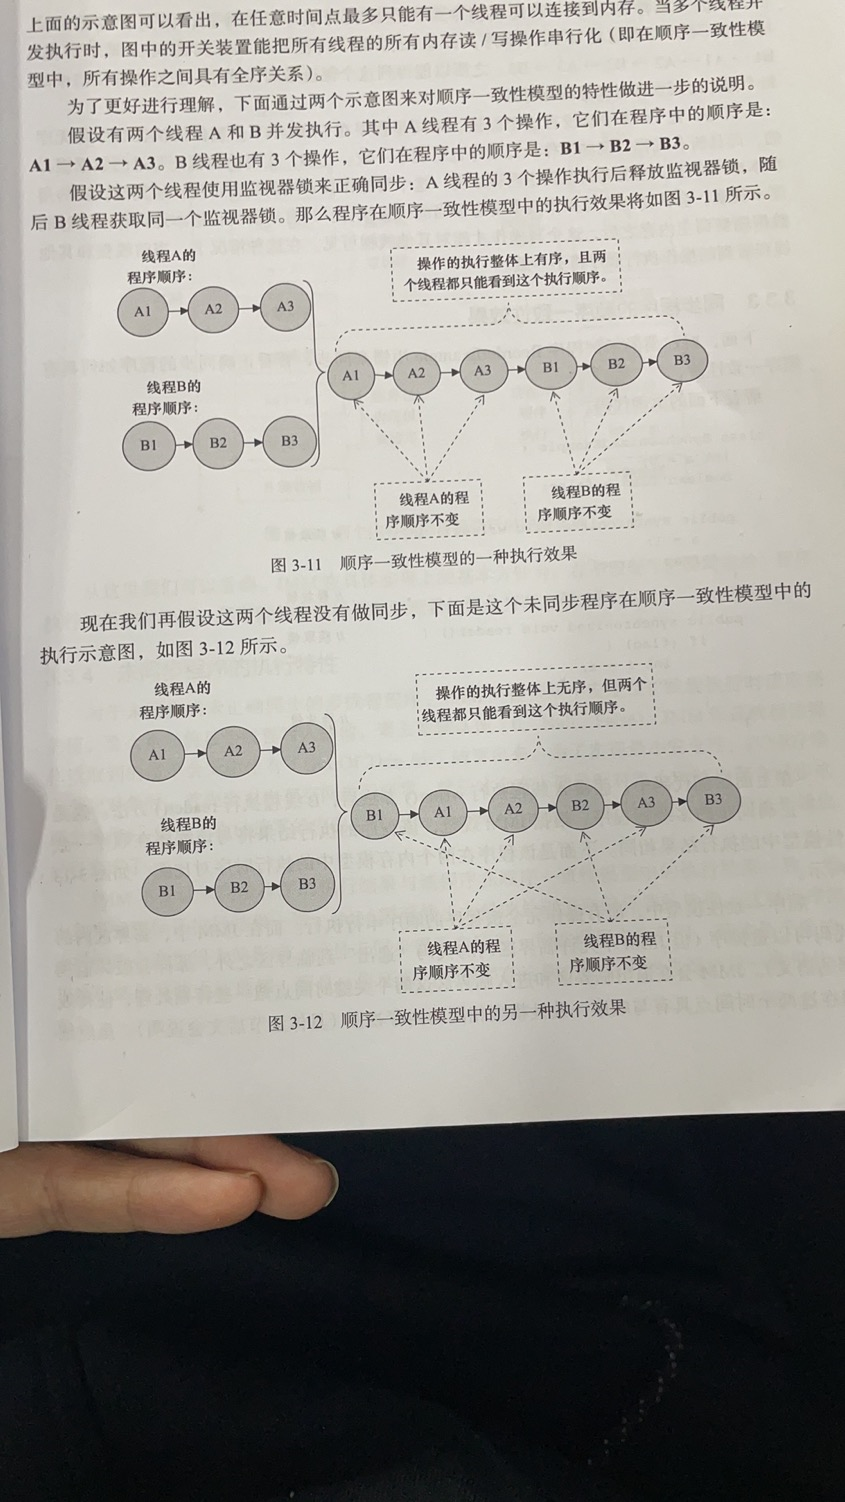 上面的示意图可以看出，在任意时间点最多只能有一个线程可以连接到内存。当多个线程并
发执行时，图中的开关装置能把所有线程的所有内存读/写操作串行化（即在顺序一致性模
型中，所有操作之间具有全序关系）。
为了更好进行理解，下面通过两个示意图来对顺序一致性模型的特性做进一步的说明。
假设有两个线程 A 和 B 并发执行。其中 A 线程有 3 个操作，它们在程序中的顺序是：
A1 → A2 → A3。B 线程也有 3 个操作，它们在程序中的顺序是：B1 → B2 → B3。
假设这两个线程使用监视器锁来正确同步：A 线程的 3 个操作执行后释放监视器锁，随
后 B 线程获取同一个监视器锁。那么程序在顺序一致性模型中的执行效果将如图 3-11 所示。
线程A的
程序顺序：
A1 A2 A3
操作的执行整体上有序，且两
个线程都只能看到这个执行顺序。
A1 A2 A3 B1 B2 B3
线程B的
程序顺序：
B1 B2 B3
线程A的程
序顺序不变
线程B的程
序顺序不变
图 3-11 顺序一致性模型的一种执行效果
现在我们再假设这两个线程没有做同步，下面是这个未同步程序在顺序一致性模型中的
执行示意图，如图 3-12 所示。
线程A的
程序顺序：
A1 A2 A3
操作的执行整体上无序，但两个
线程都只能看到这个执行顺序。
B1 A1 A2 B2 A3 B3
线程B的
程序顺序：
B1 B2 B3
线程A的程
序顺序不变
线程B的程
序顺序不变
图 3-12 顺序一致性模型中的另一种执行效果